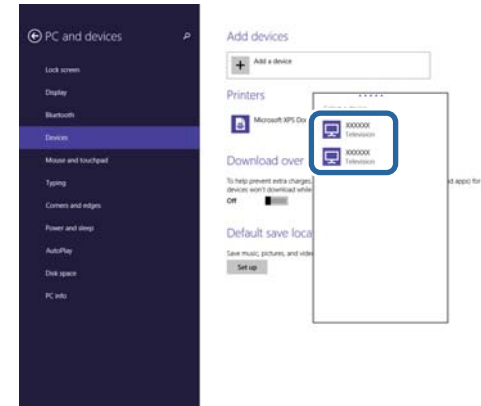 PC and devices
Lock screen
Display
Bluetooth
Devices
Mouse and touchpad
Typing
Corners and edges
Power and sleep
AutoPlay
Disk space
PC info
Add devices
Add a device
Printers
Microsoft XPS Doc
XXXXXX
Television
XXXXXX
Television
Download over
To help prevent extra charges,
d apps) for
devices won't download while
Off
Default save loca
Save music, pictures, and vide
Set up